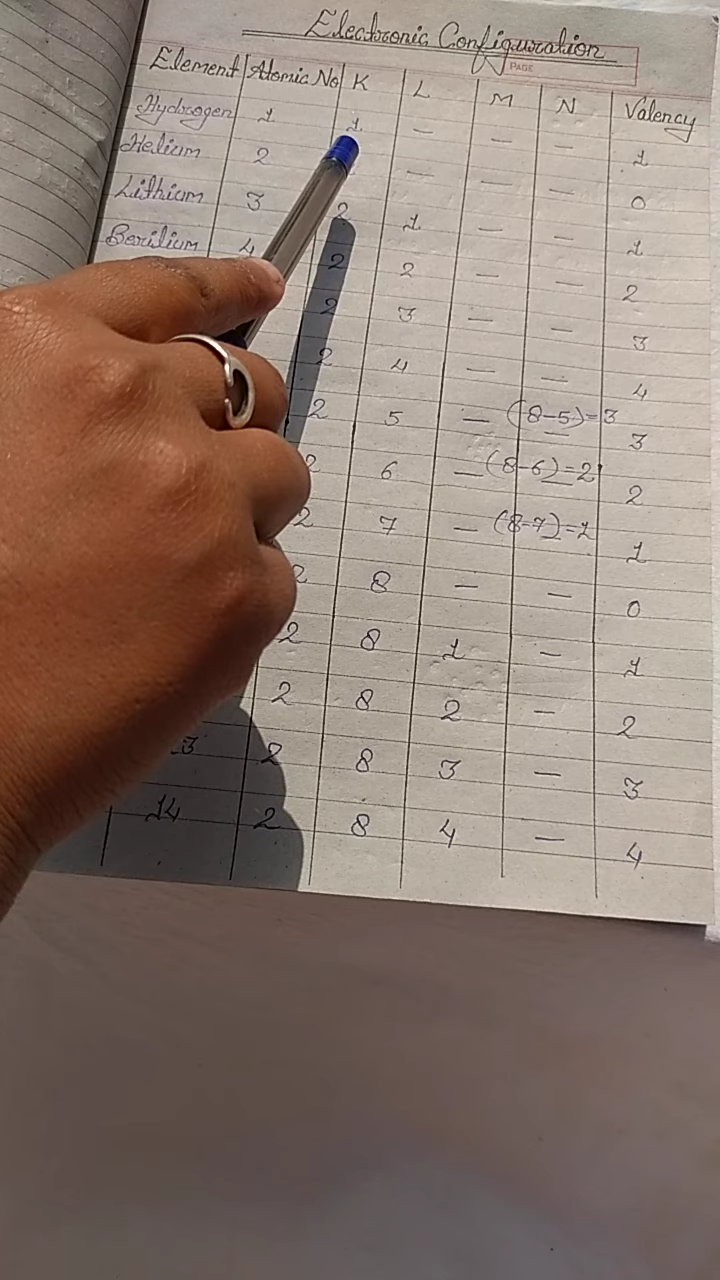 Electronic Configuration
PAGE
Element Atomic No K L M N Valency
Hydrogen 1 1 — — — 1
Helium 2 — — — 0
Lithium 3 2 1 — — 1
Berilium 4 2 2 — — 2
2 3 — — 3
2 4 — — 4
2 5 — (8-5)=3 — 3
2 6 — (8-6)=2 — 2
2 7 — (8-7)=1 — 1
2 8 — — 0
2 8 1 — 1
2 8 2 — 2
3 2 8 3 — 3
14 2 8 4 — 4